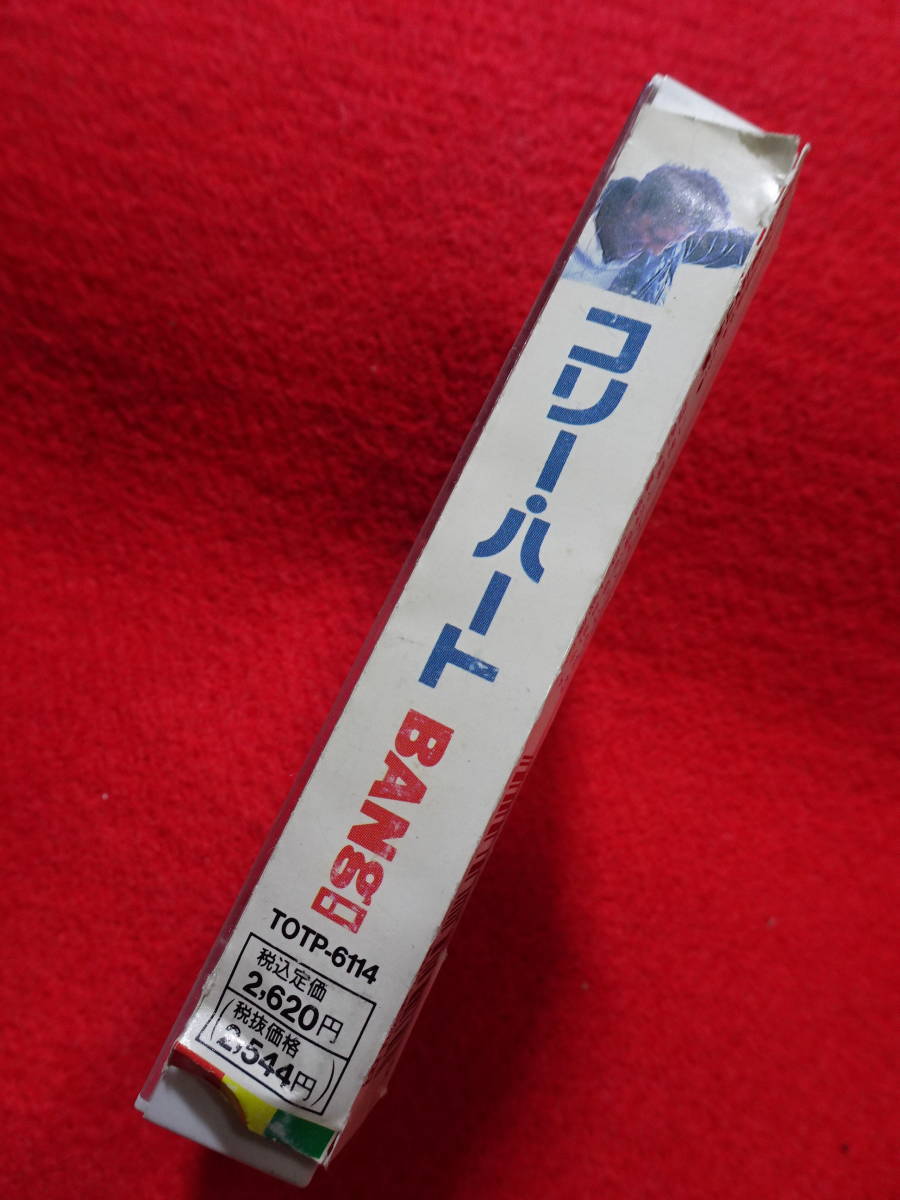 コリー・ハート
BANG!
TOTP-6114
税込定価
2,620円
(税抜価格
2,544円)